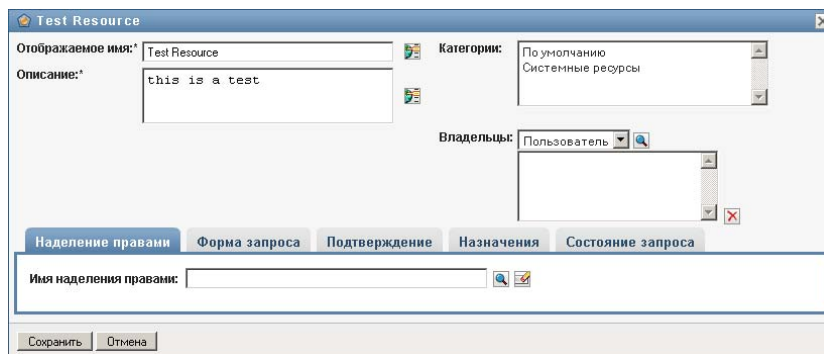 Test Resource
Отображаемое имя:* Test Resource
Категории: По умолчанию
Системные ресурсы
Описание:* this is a test
Владельцы: Пользователь
Наделение правами Форма запроса Подтверждение Назначения Состояние запроса
Имя наделения правами:
Сохранить Отмена